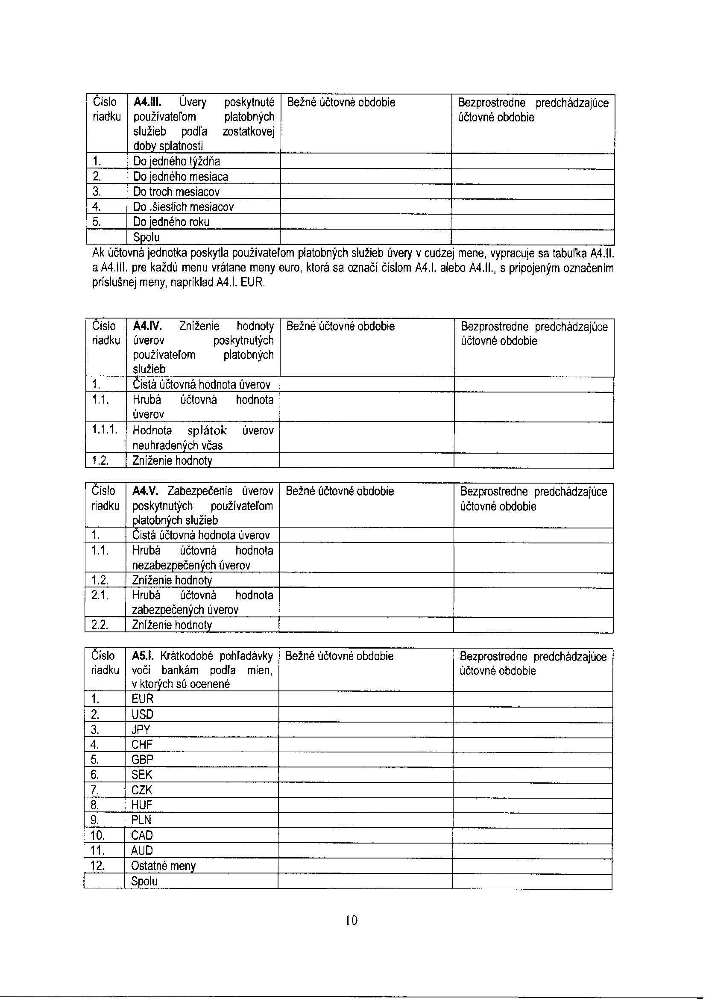 Číslo riadku A4.III. Úvery poskytnuté používateľom platobných služieb podľa zostatkovej doby splatnosti Bežné účtovné obdobie Bezprostredne predchádzajúce účtovné obdobie
1. Do jedného týždňa
2. Do jedného mesiaca
3. Do troch mesiacov
4. Do .šiestich mesiacov
5. Do jedného roku
Spolu
Ak účtovná jednotka poskytla používateľom platobných služieb úvery v cudzej mene, vypracuje sa tabuľka A4.II.
a A4.III. pre každú menu vrátane meny euro, ktorá sa označí číslom A4.I. alebo A4.II., s pripojeným označením
príslušnej meny, napríklad A4.I. EUR.
Číslo riadku A4.IV. Zníženie hodnoty úverov poskytnutých používateľom platobných služieb Bežné účtovné obdobie Bezprostredne predchádzajúce účtovné obdobie
1. Čistá účtovná hodnota úverov
1.1. Hrubá účtovná hodnota úverov
1.1.1. Hodnota splátok úverov neuhradených včas
1.2. Zníženie hodnoty
Číslo riadku A4.V. Zabezpečenie úverov poskytnutých používateľom platobných služieb Bežné účtovné obdobie Bezprostredne predchádzajúce účtovné obdobie
1. Čistá účtovná hodnota úverov
1.1. Hrubá účtovná hodnota nezabezpečených úverov
1.2. Zníženie hodnoty
2.1. Hrubá účtovná hodnota zabezpečených úverov
2.2. Zníženie hodnoty
Číslo riadku A5.I. Krátkodobé pohľadávky voči bankám podľa mien, v ktorých sú ocenené Bežné účtovné obdobie Bezprostredne predchádzajúce účtovné obdobie
1. EUR
2. USD
3. JPY
4. CHF
5. GBP
6. SEK
7. CZK
8. HUF
9. PLN
10. CAD
11. AUD
12. Ostatné meny
Spolu
10